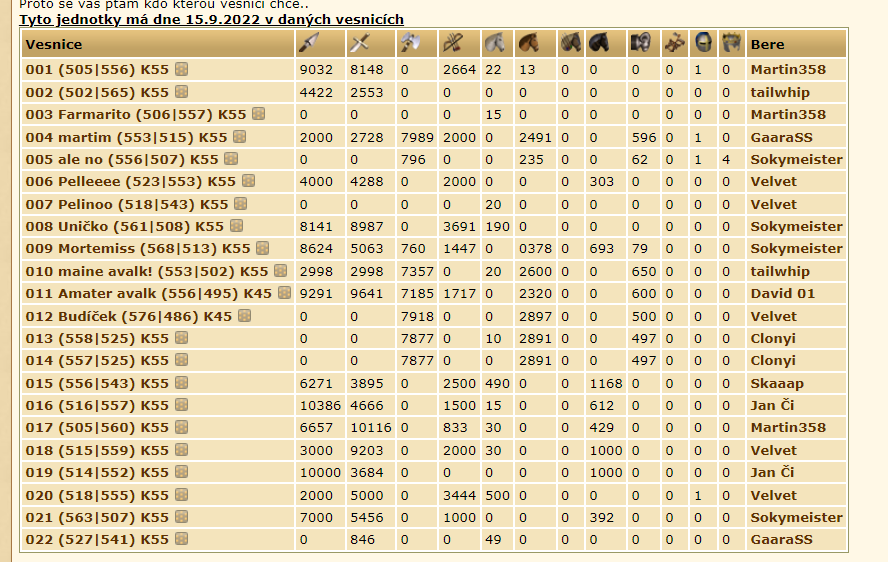 Proto se vás ptám kdo kterou vesnici chce..
Tyto jednotky má dne 15.9.2022 v daných vesnicích
Vesnice Bere
001 (505|556) K55 9032 8148 0 2664 22 13 0 0 0 0 1 0 Martin358
002 (502|565) K55 4422 2553 0 0 0 0 0 0 0 0 0 0 tailwhip
003 Farmarito (506|557) K55 0 0 0 0 15 0 0 0 0 0 0 0 Martin358
004 martim (553|515) K55 2000 2728 7989 2000 0 2491 0 0 596 0 1 0 GaaraSS
005 ale no (556|507) K55 0 0 796 0 0 235 0 0 62 0 1 4 Sokymeister
006 Pelleeee (523|553) K55 4000 4288 0 2000 0 0 0 303 0 0 0 0 Velvet
007 Pelinoo (518|543) K55 0 0 0 0 20 0 0 0 0 0 0 0 Velvet
008 Uničko (561|508) K55 8141 8987 0 3691 190 0 0 0 0 0 0 0 Sokymeister
009 Mortemiss (568|513) K55 8624 5063 760 1447 0 0378 0 693 79 0 0 0 Sokymeister
010 maine avalk! (553|502) K55 2998 2998 7357 0 20 2600 0 0 650 0 0 0 tailwhip
011 Amater avalk (556|495) K45 9291 9641 7185 1717 0 2320 0 0 600 0 0 0 David 01
012 Budíček (576|486) K45 0 0 7918 0 0 2897 0 0 500 0 0 0 Velvet
013 (558|525) K55 0 0 7877 0 10 2891 0 0 497 0 0 0 Clonyi
014 (557|525) K55 0 0 7877 0 0 2891 0 0 497 0 0 0 Clonyi
015 (556|543) K55 6271 3895 0 2500 490 0 0 1168 0 0 0 0 Skaaap
016 (516|557) K55 10386 4666 0 1500 15 0 0 612 0 0 0 0 Jan Či
017 (505|560) K55 6657 10116 0 833 30 0 0 429 0 0 0 0 Martin358
018 (515|559) K55 3000 9203 0 2000 30 0 0 1000 0 0 0 0 Velvet
019 (514|552) K55 10000 3684 0 0 0 0 0 1000 0 0 0 0 Jan Či
020 (518|555) K55 2000 5000 0 3444 500 0 0 0 0 0 1 0 Velvet
021 (563|507) K55 7000 5456 0 1000 0 0 0 392 0 0 0 0 Sokymeister
022 (527|541) K55 0 846 0 0 49 0 0 0 0 0 0 0 GaaraSS